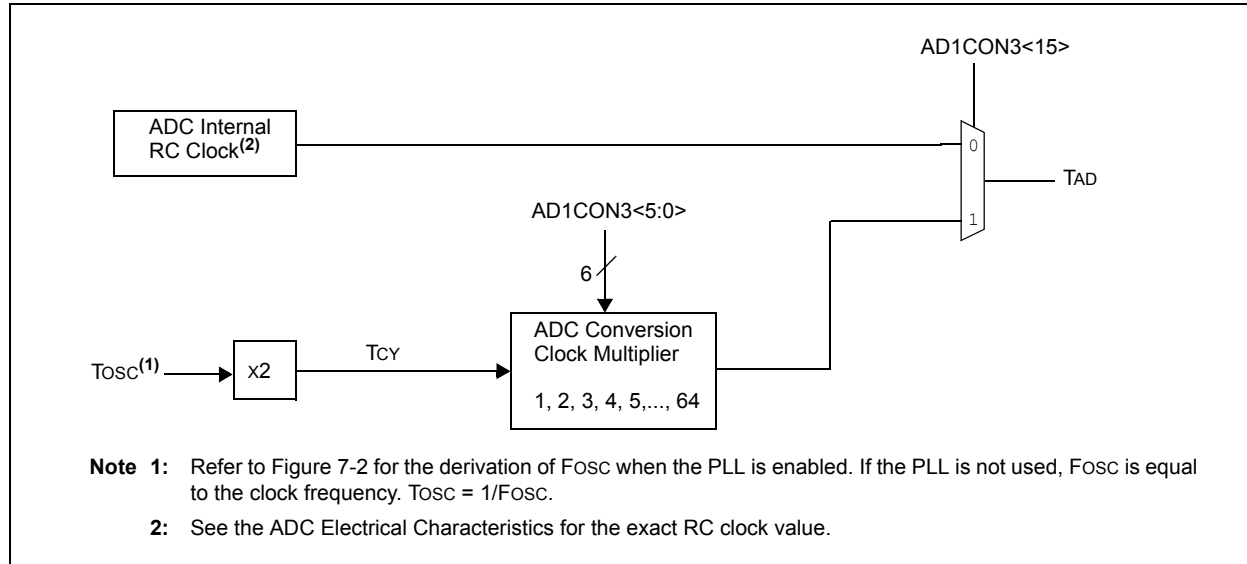 AD1CON3<15>
ADC Internal
RC Clock(2)
0
TAD
AD1CON3<5:0>
1
6
ADC Conversion
Clock Multiplier
TOSC(1)
X2
TCY
1, 2, 3, 4, 5,..., 64
Note 1: Refer to Figure 7-2 for the derivation of FOSC when the PLL is enabled. If the PLL is not used, FOSC is equal
to the clock frequency. TOSC = 1/FOSC.
2: See the ADC Electrical Characteristics for the exact RC clock value.